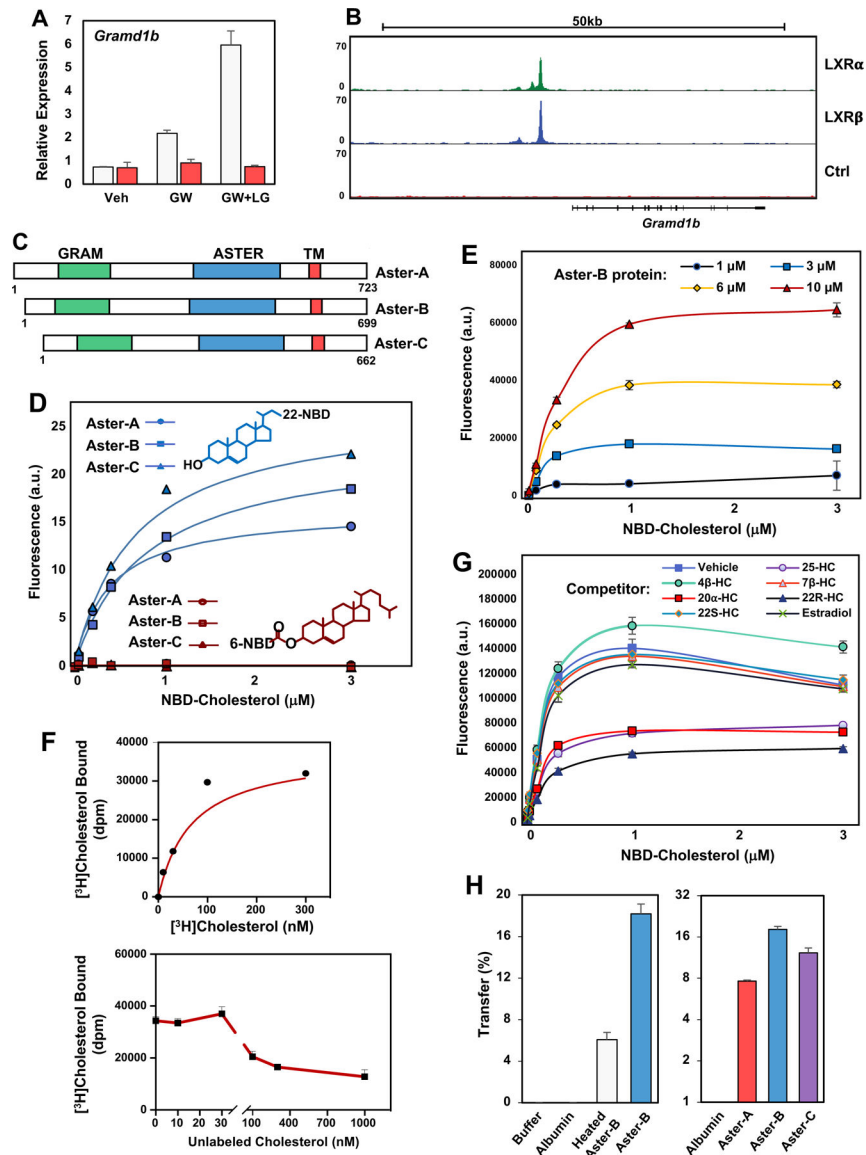 A
Gramd1b
Relative Expression
7
6
5
4
3
2
1
0
Veh
GW
GW+LG
B
50kb
70
0
LXRα
70
0
LXRβ
70
0
Ctrl
Gramd1b
C
GRAM
ASTER
TM
Aster-A
1
723
Aster-B
1
699
Aster-C
1
662
D
Fluorescence (a.u.)
25
20
15
10
5
0
Aster-A
Aster-B
Aster-C
22-NBD
HO
Aster-A
Aster-B
Aster-C
6-NBD
O
O
0
1
2
3
NBD-Cholesterol (μM)
E
Aster-B protein:
1 μM
3 μM
6 μM
10 μM
Fluorescence (a.u.)
80000
60000
40000
20000
0
0
1
2
3
NBD-Cholesterol (μM)
F
[³H]Cholesterol Bound
(dpm)
40000
30000
20000
10000
0
0
100
200
300
[³H]Cholesterol (nM)
[³H]Cholesterol Bound
(dpm)
60000
40000
20000
0
0
10
20
30
100
400
700
1000
Unlabeled Cholesterol (nM)
G
Competitor:
Vehicle
25-HC
4β-HC
7β-HC
20α-HC
22R-HC
22S-HC
Estradiol
Fluorescence (a.u.)
200000
180000
160000
140000
120000
100000
80000
60000
40000
20000
0
0
1
2
3
NBD-Cholesterol (μM)
H
Transfer (%)
20
16
12
8
4
0
Buffer
Albumin
Heated
Aster-B
Aster-B
32
16
8
4
2
1
Albumin
Aster-A
Aster-B
Aster-C